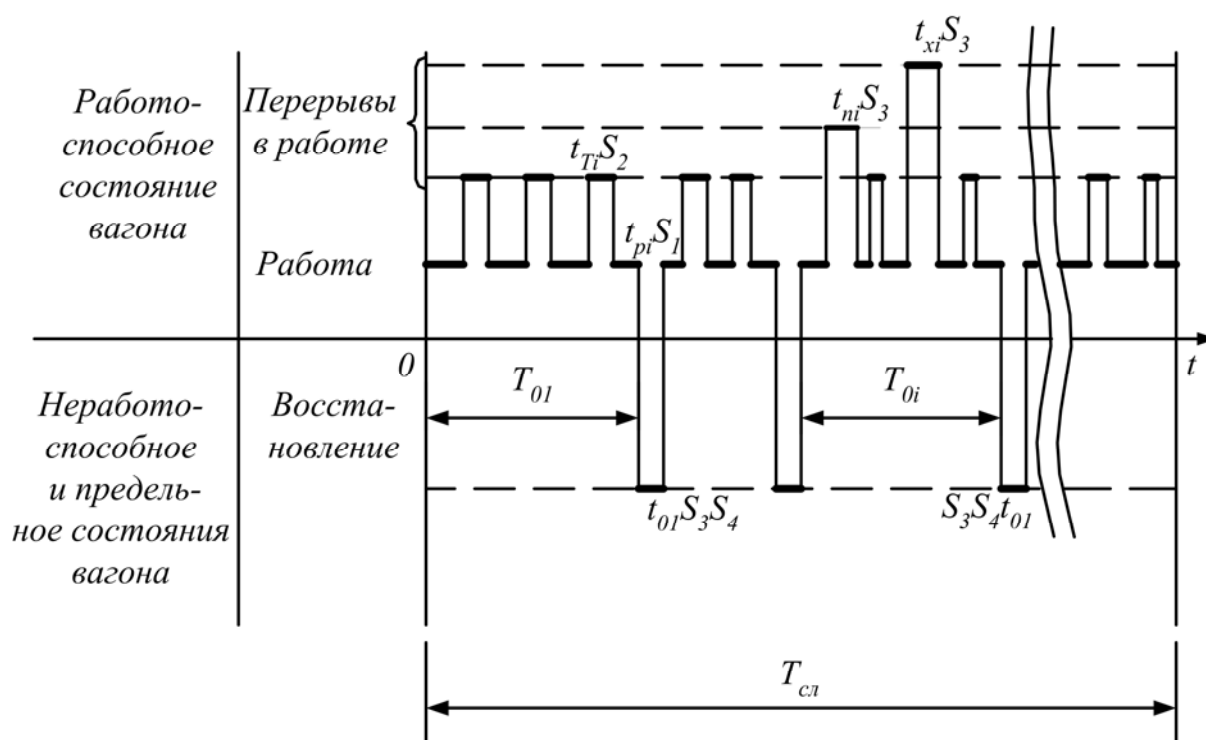 Работо-
способное
состояние
вагона
Перерывы
в работе
Работа
t_{xi}S_3
t_{ni}S_3
t_{Ti}S_2
t_{pi}S_1
0
t
Неработо-
способное
и предель-
ное состояния
вагона
Восста-
новление
T_{01}
T_{0i}
t_{01}S_3S_4
S_3S_4t_{01}
T_{сл}